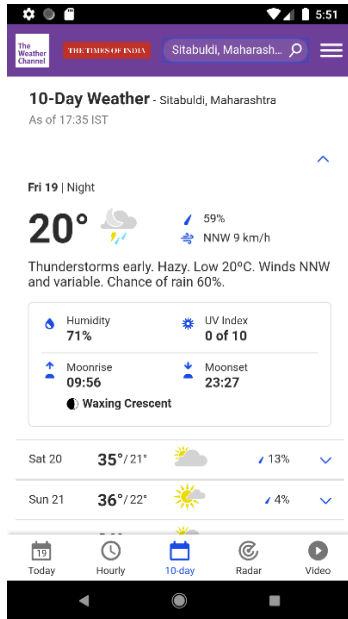 5:51
The
Weather
Channel
THE TIMES OF INDIA
Sitabuldi, Maharash...
10-Day Weather - Sitabuldi, Maharashtra
As of 17:35 IST
Fri 19 | Night
20°
59%
NNW 9 km/h
Thunderstorms early. Hazy. Low 20ºC. Winds NNW
and variable. Chance of rain 60%.
Humidity
71%
UV Index
0 of 10
Moonrise
09:56
Moonset
23:27
Waxing Crescent
Sat 20 35°/21° 13%
Sun 21 36°/22° 4%
19
Today Hourly 10-day Radar Video